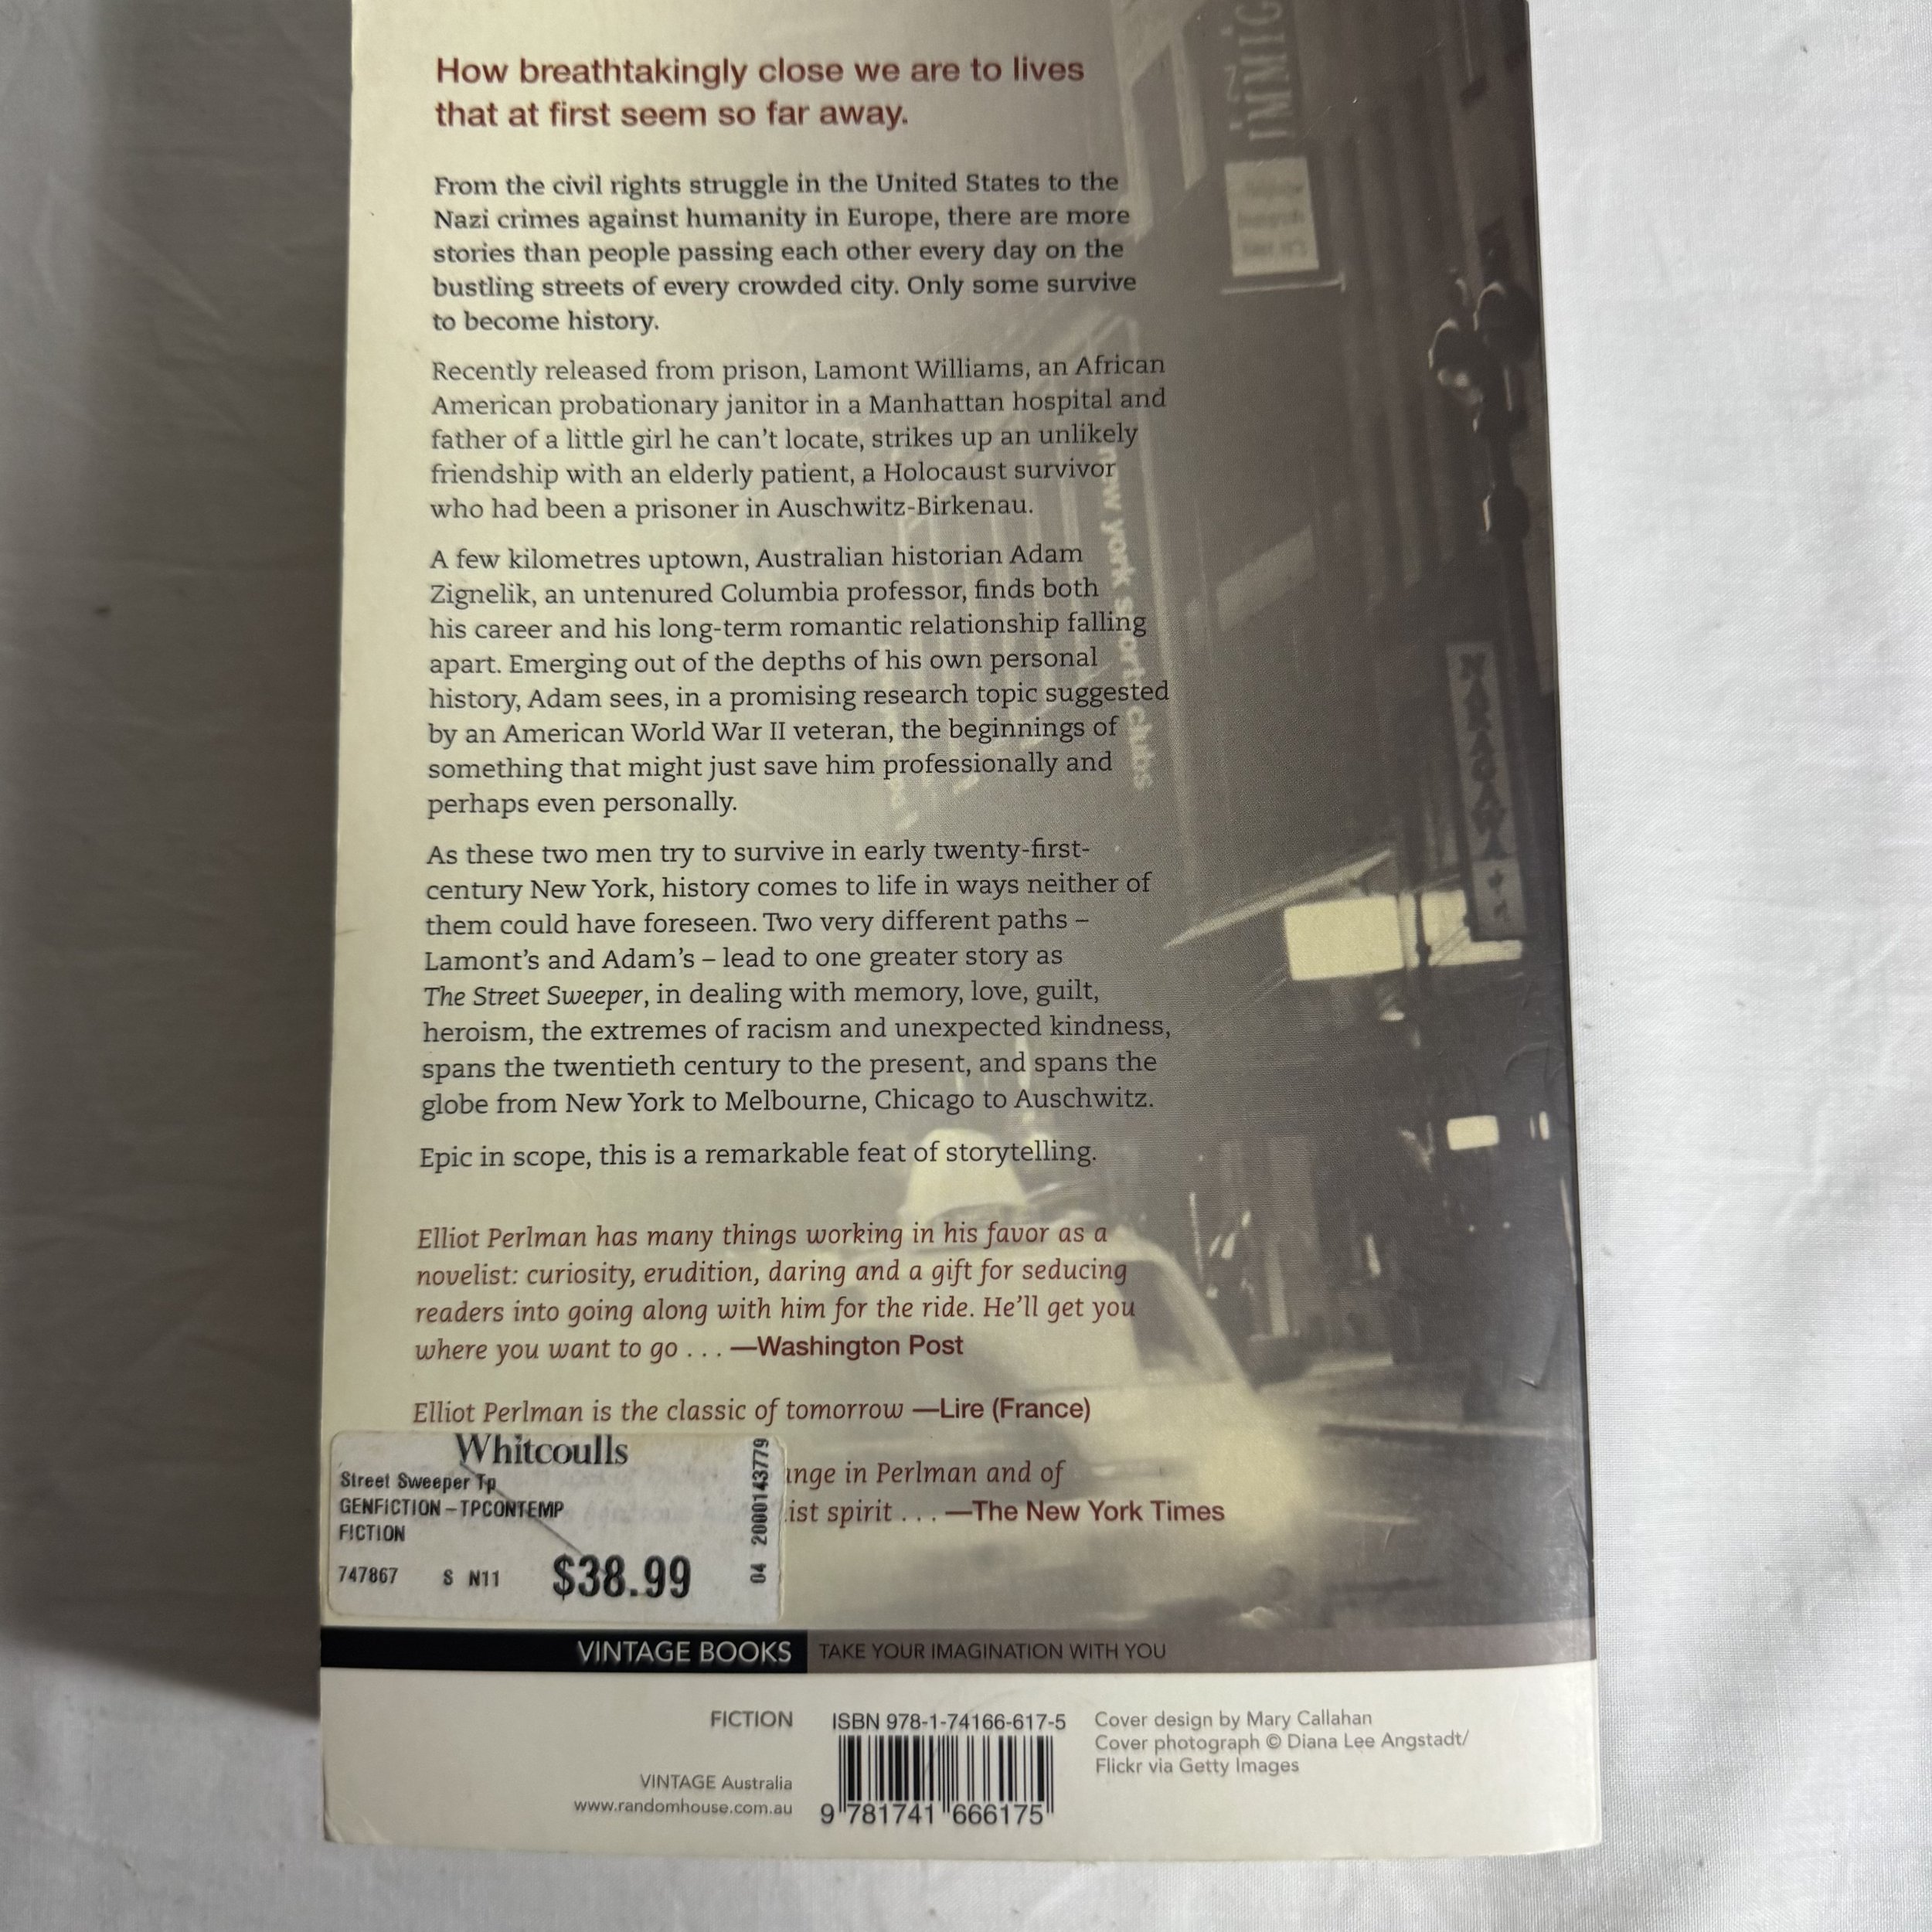 How breathtakingly close we are to lives
that at first seem so far away.
From the civil rights struggle in the United States to the
Nazi crimes against humanity in Europe, there are more
stories than people passing each other every day on the
bustling streets of every crowded city. Only some survive
to become history.
Recently released from prison, Lamont Williams, an African
American probationary janitor in a Manhattan hospital and
father of a little girl he can't locate, strikes up an unlikely
friendship with an elderly patient, a Holocaust survivor
who had been a prisoner in Auschwitz-Birkenau.
A few kilometres uptown, Australian historian Adam
Zignelik, an untenured Columbia professor, finds both
his career and his long-term romantic relationship falling
apart. Emerging out of the depths of his own personal
history, Adam sees, in a promising research topic suggested
by an American World War II veteran, the beginnings of
something that might just save him professionally and
perhaps even personally.
As these two men try to survive in early twenty-first-
century New York, history comes to life in ways neither of
them could have foreseen. Two very different paths –
Lamont's and Adam's – lead to one greater story as
The Street Sweeper, in dealing with memory, love, guilt,
heroism, the extremes of racism and unexpected kindness,
spans the twentieth century to the present, and spans the
globe from New York to Melbourne, Chicago to Auschwitz.
Epic in scope, this is a remarkable feat of storytelling.
Elliot Perlman has many things working in his favor as a
novelist: curiosity, erudition, daring and a gift for seducing
readers into going along with him for the ride. He'll get you
where you want to go . . . —Washington Post
Elliot Perlman is the classic of tomorrow —Lire (France)
in Perlman and of
spirit . . . —The New York Times
Whitcoulls
Street Sweeper Tp
GENFICTION-TPCONTEMP
FICTION
747867 S N11 $38.99
04 2000143779
VINTAGE BOOKS TAKE YOUR IMAGINATION WITH YOU
FICTION
VINTAGE Australia
www.randomhouse.com.au
ISBN 978-1-74166-617-5
9 781741 666175
Cover design by Mary Callahan
Cover photograph © Diana Lee Angstadt/
Flickr via Getty Images
IMMIG
new york sport clubs